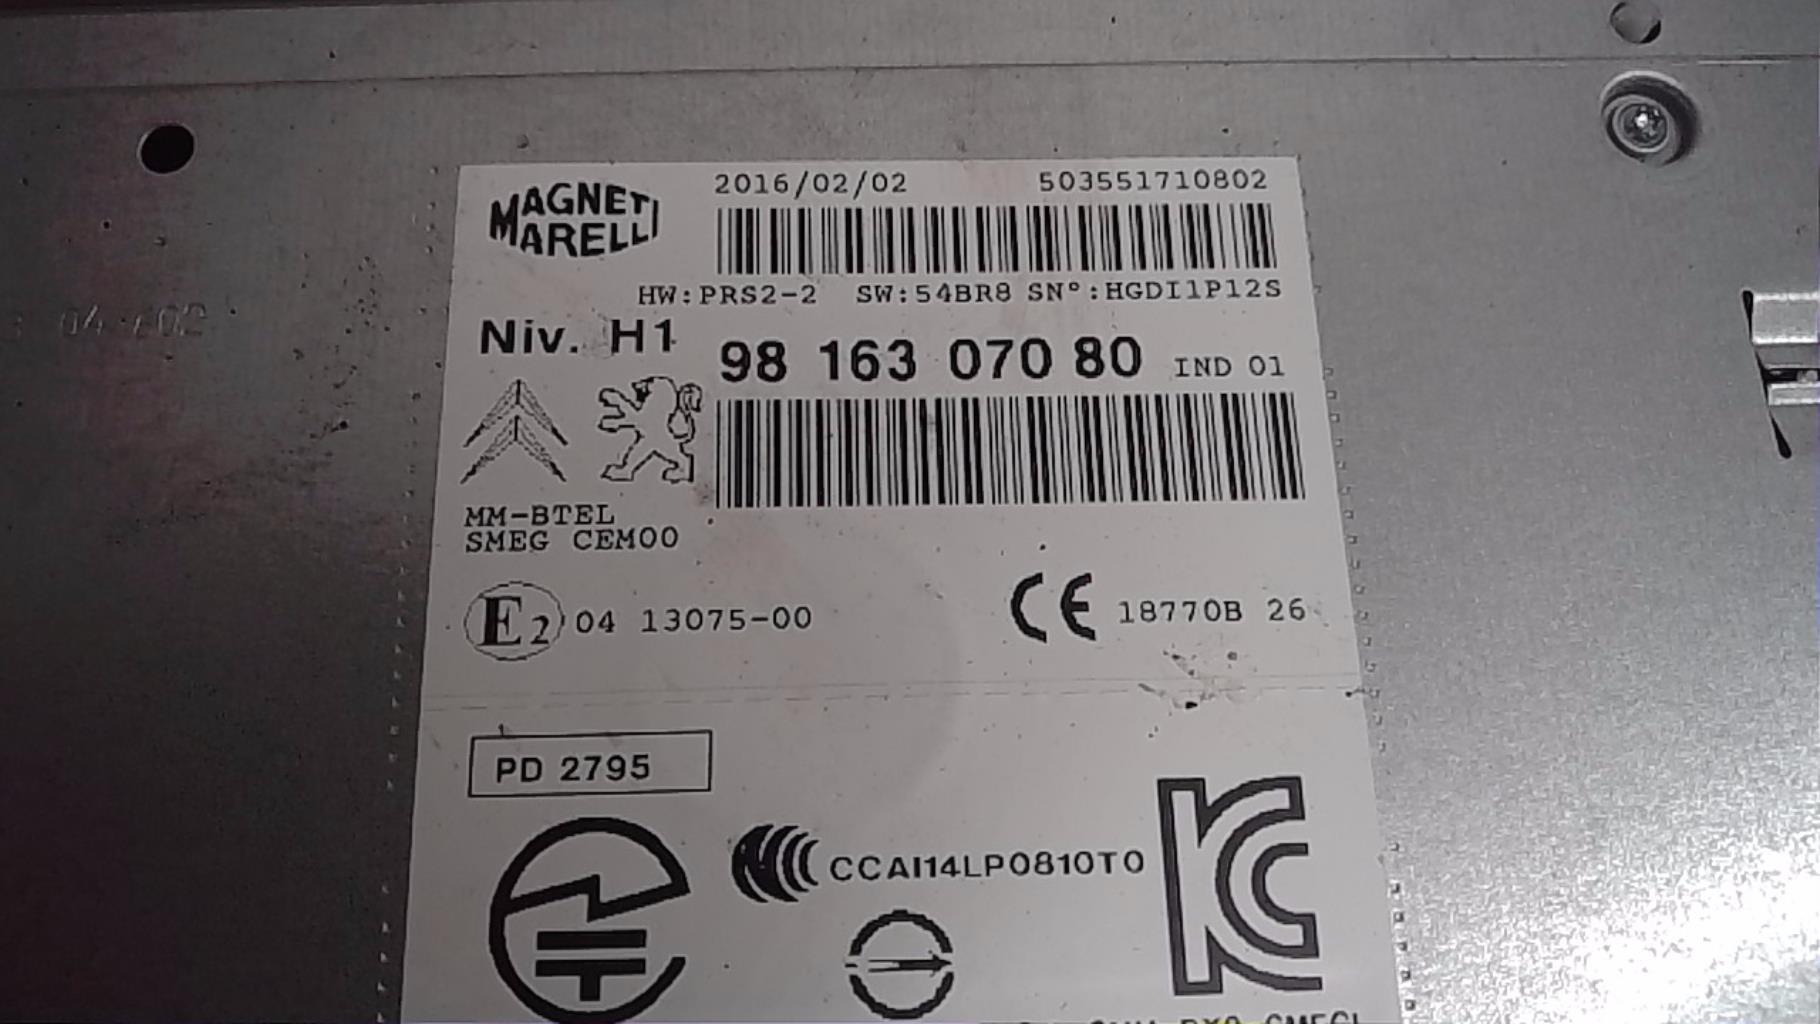 MAGNETI
MARELLI
2016/02/02 503551710802
HW:PRS2-2 SW:54BR8 SN°:HGDI1P12S
Niv. H1
98 163 070 80 IND 01
MM-BTEL
SMEG CEM00
E2 04 13075-00
CE 18770B 26
PD 2795
CCAI14LP0810T0
KC